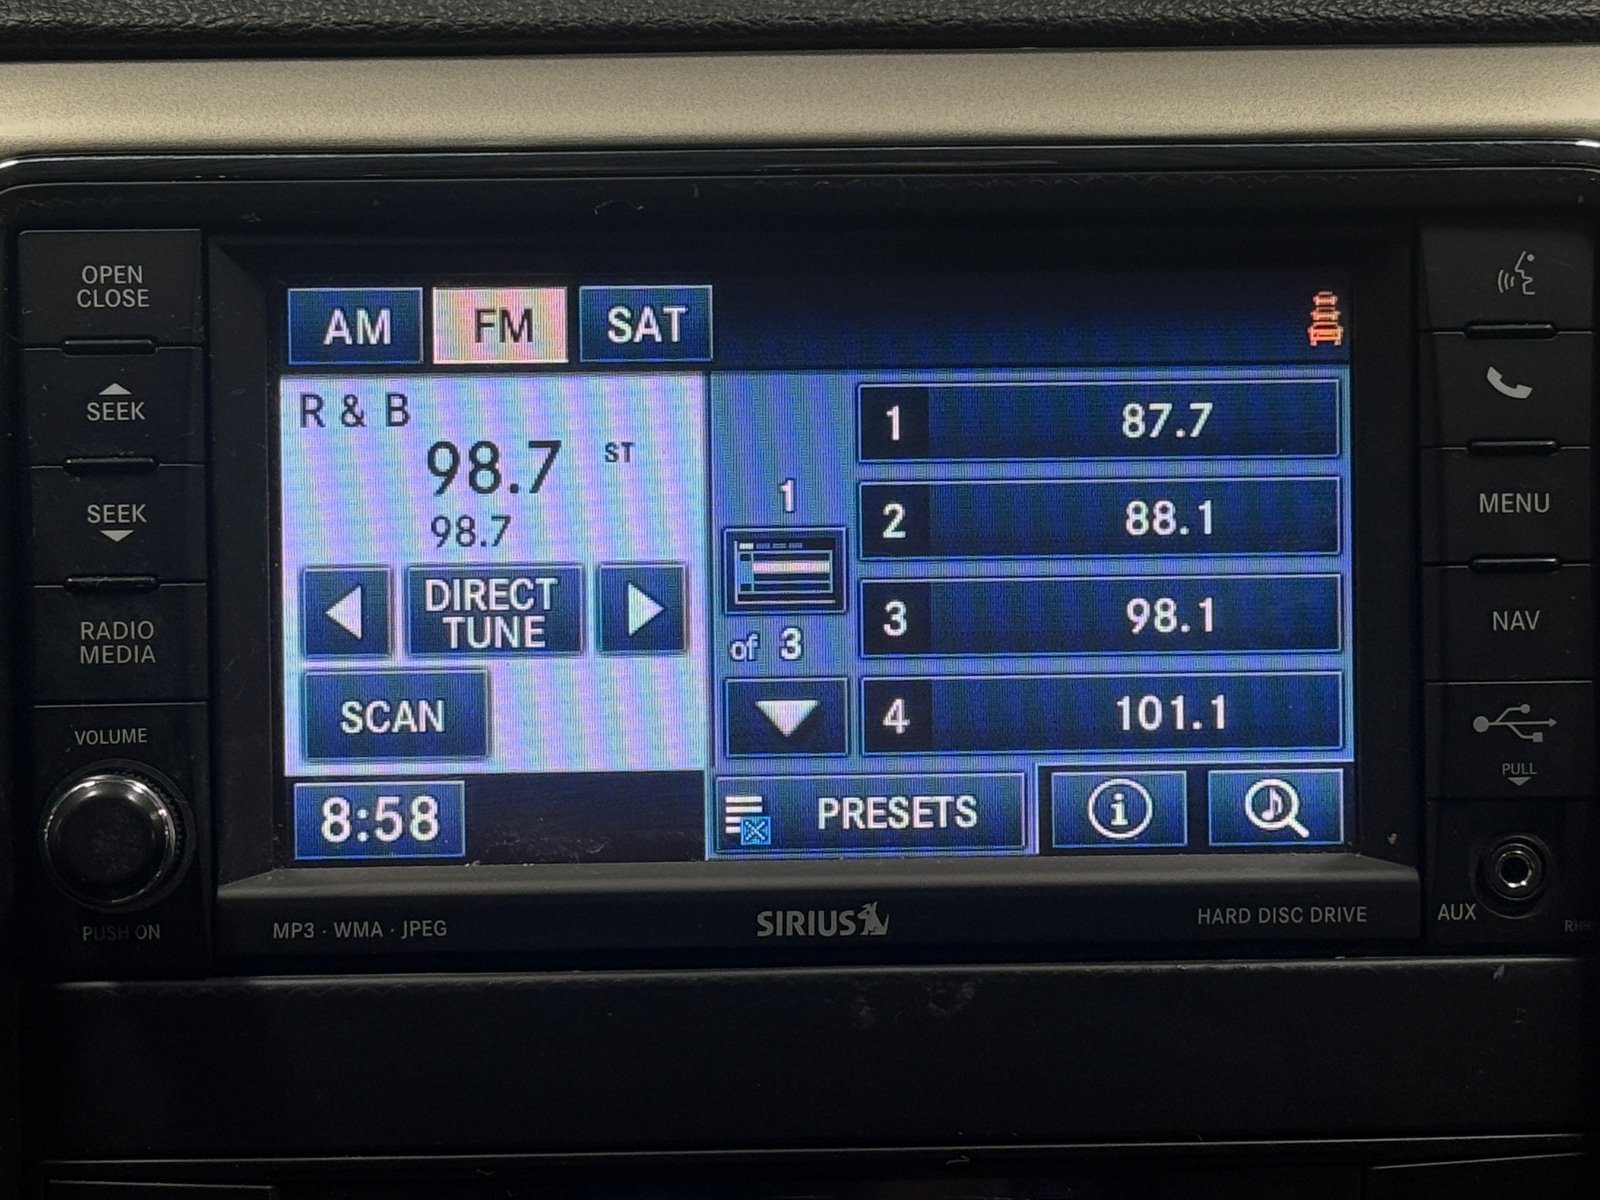 OPEN
CLOSE
SEEK
SEEK
RADIO
MEDIA
VOLUME
PUSH ON
AM FM SAT
R & B
98.7 ST
98.7
DIRECT
TUNE
SCAN
8:58
1
of 3
1 87.7
2 88.1
3 98.1
4 101.1
PRESETS
i
MP3 · WMA · JPEG
SIRIUS
HARD DISC DRIVE
MENU
NAV
PULL
AUX